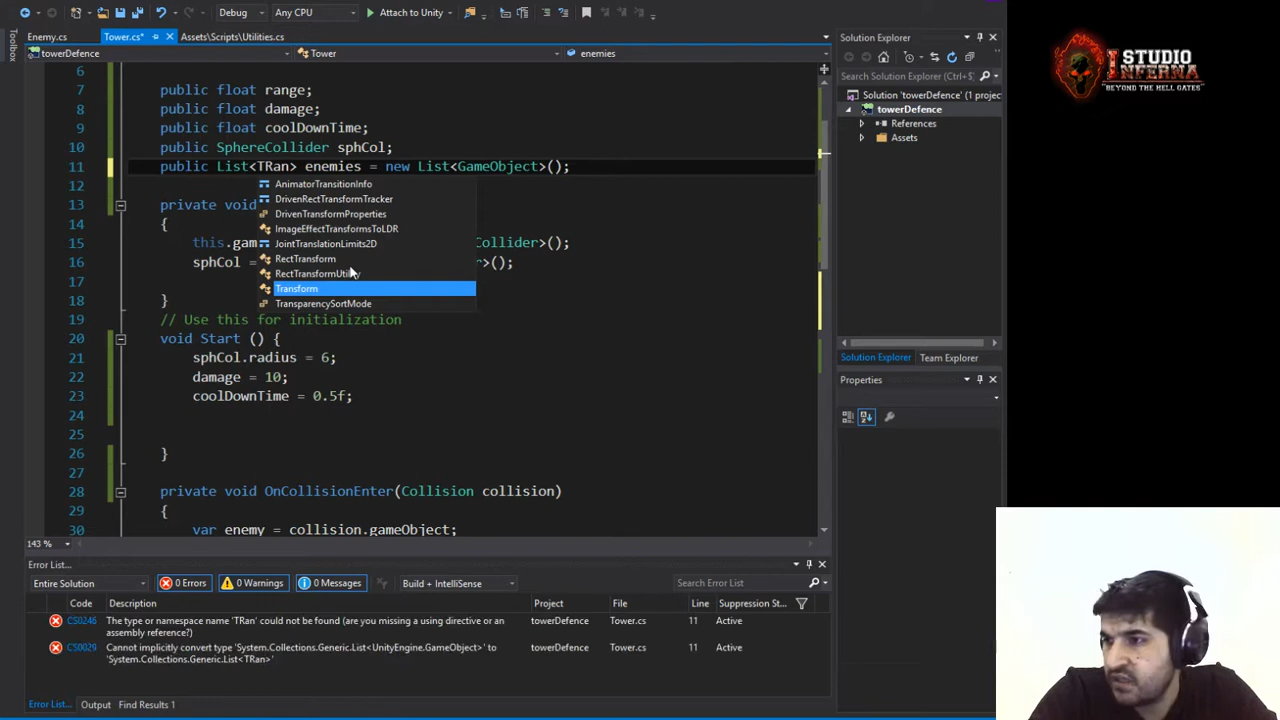 Debug
Any CPU
Attach to Unity
Toolbox
Enemy.cs
Tower.cs*
Assets\Scripts\Utilities.cs
towerDefence
Tower
enemies
6
7 public float range;
8 public float damage;
9 public float coolDownTime;
10 public SphereCollider sphCol;
11 public List<TRan> enemies = new List<GameObject>();
12
AnimatorTransitionInfo
DrivenRectTransformTracker
DrivenTransformProperties
ImageEffectTransformsToLDR
JointTranslationLimits2D
RectTransform
RectTransformUtility
Transform
TransparencySortMode
13 private void
14 {
15 this.gam Collider>();
16 sphCol = >();
17
18 }
19 // Use this for initialization
20 void Start () {
21 sphCol.radius = 6;
22 damage = 10;
23 coolDownTime = 0.5f;
24
25
26 }
27
28 private void OnCollisionEnter(Collision collision)
29 {
30 var enemy = collision.gameObject;
143 %
Solution Explorer
Search Solution Explorer (Ctrl+$)
Solution 'towerDefence' (1 projec
towerDefence
References
Assets
Solution Explorer Team Explorer
Properties
Error List...
Entire Solution
0 Errors
0 Warnings
0 Messages
Build + IntelliSense
Search Error List
Code Description Project File Line Suppression St...
CS0246 The type or namespace name 'TRan' could not be found (are you missing a using directive or an
assembly reference?) towerDefence Tower.cs 11 Active
CS0029 Cannot implicitly convert type 'System.Collections.Generic.List<UnityEngine.GameObject>' to
'System.Collections.Generic.List<TRan>' towerDefence Tower.cs 11 Active
Error List... Output Find Results 1
STUDIO
INFERNA
"BEYOND THE HELL GATES"